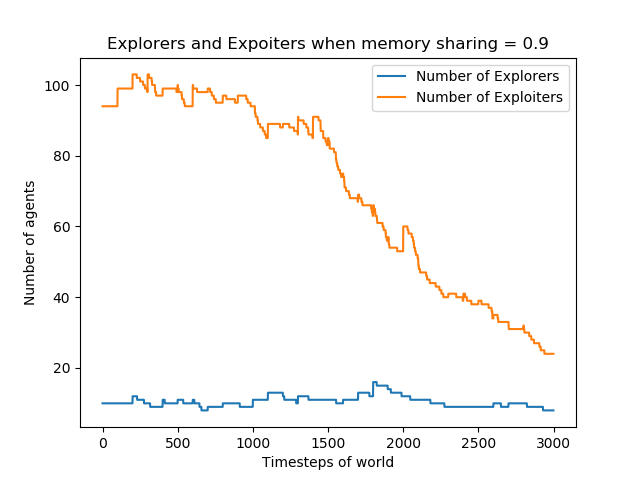 Explorers and Expoiters when memory sharing = 0.9
Number of Explorers
Number of Exploiters
Number of agents
100
80
60
40
20
0 500 1000 1500 2000 2500 3000
Timesteps of world